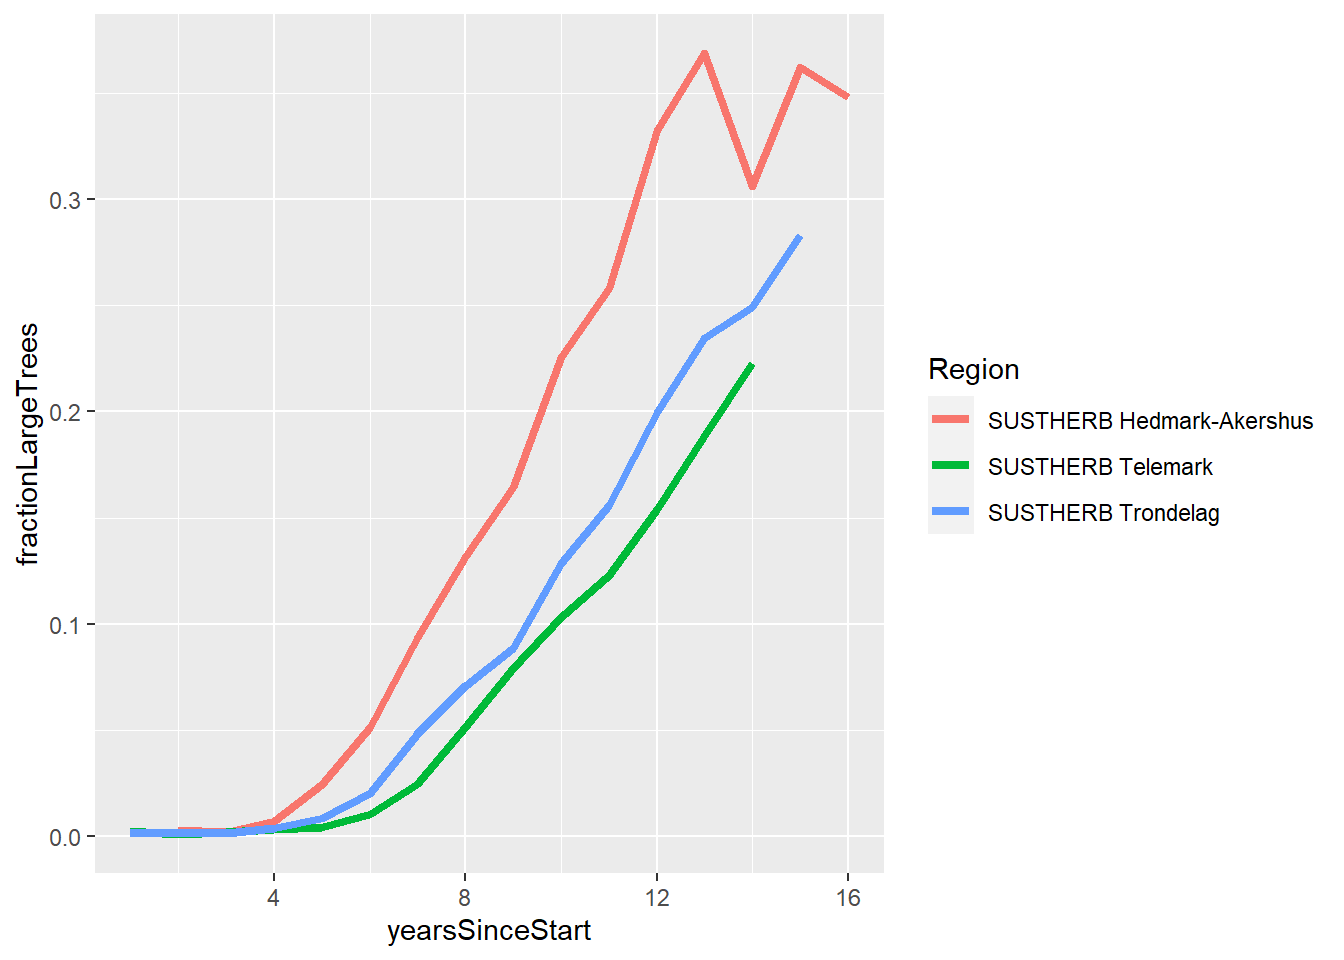 0.3
0.2
0.1
0.0
fractionLargeTrees
4 8 12 16
yearsSinceStart
Region
SUSTHERB Hedmark-Akershus
SUSTHERB Telemark
SUSTHERB Trondelag